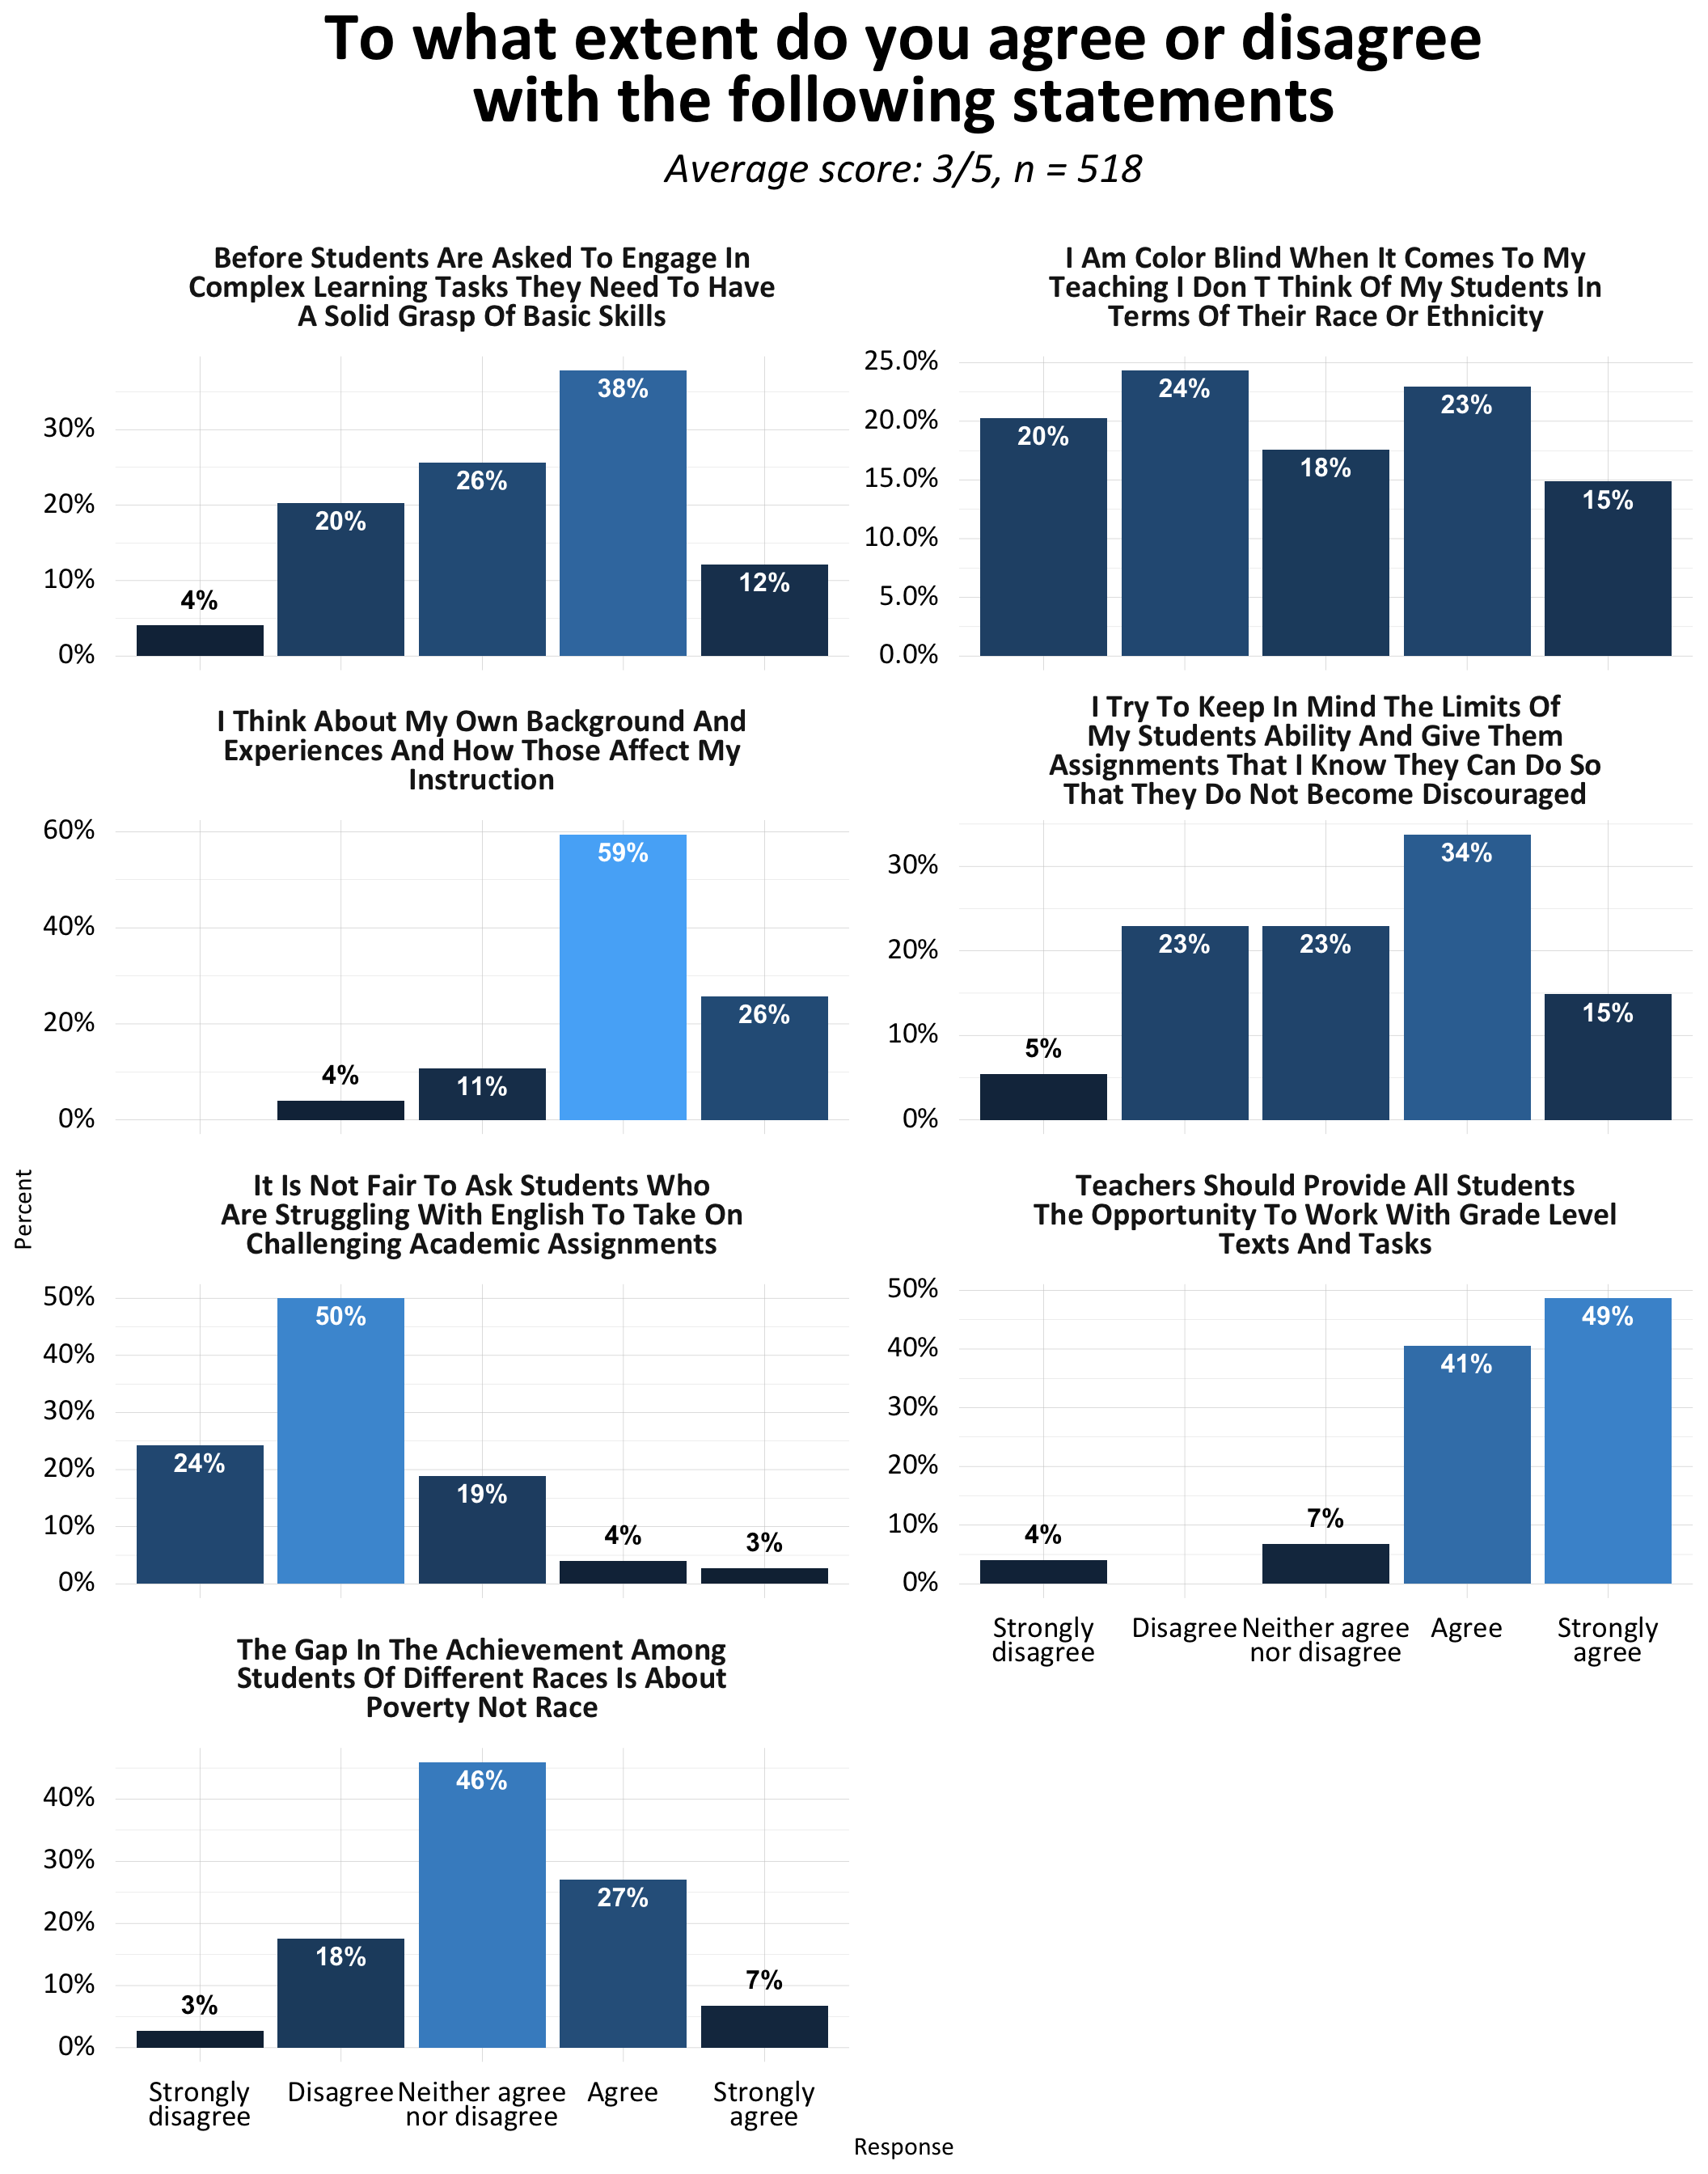 To what extent do you agree or disagree
with the following statements
Average score: 3/5, n = 518
Before Students Are Asked To Engage In
Complex Learning Tasks They Need To Have
A Solid Grasp Of Basic Skills
30%
20%
10%
0%
4%
20%
26%
38%
12%
I Am Color Blind When It Comes To My
Teaching I Don T Think Of My Students In
Terms Of Their Race Or Ethnicity
25.0%
20.0%
15.0%
10.0%
5.0%
0.0%
20%
24%
18%
23%
15%
I Think About My Own Background And
Experiences And How Those Affect My
Instruction
60%
40%
20%
0%
4%
11%
59%
26%
I Try To Keep In Mind The Limits Of
My Students Ability And Give Them
Assignments That I Know They Can Do So
That They Do Not Become Discouraged
30%
20%
10%
0%
5%
23%
23%
34%
15%
Percent
It Is Not Fair To Ask Students Who
Are Struggling With English To Take On
Challenging Academic Assignments
50%
40%
30%
20%
10%
0%
24%
50%
19%
4%
3%
Teachers Should Provide All Students
The Opportunity To Work With Grade Level
Texts And Tasks
50%
40%
30%
20%
10%
0%
4%
7%
41%
49%
Strongly
disagree
Disagree
Neither agree
nor disagree
Agree
Strongly
agree
The Gap In The Achievement Among
Students Of Different Races Is About
Poverty Not Race
40%
30%
20%
10%
0%
3%
18%
46%
27%
7%
Strongly
disagree
Disagree
Neither agree
nor disagree
Agree
Strongly
agree
Response